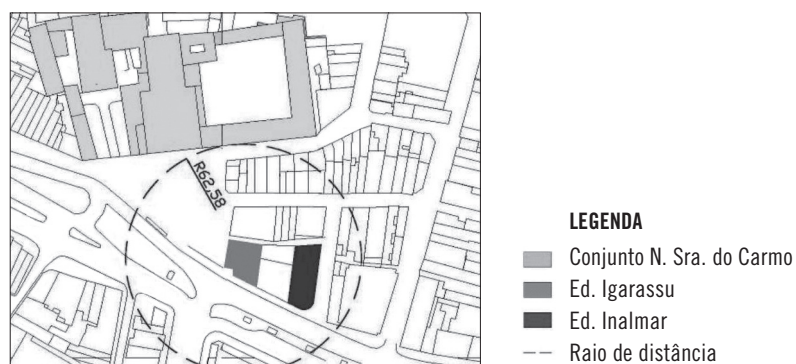 R62,58
LEGENDA
Conjunto N. Sra. do Carmo
Ed. Igarassu
Ed. Inalmar
Raio de distância